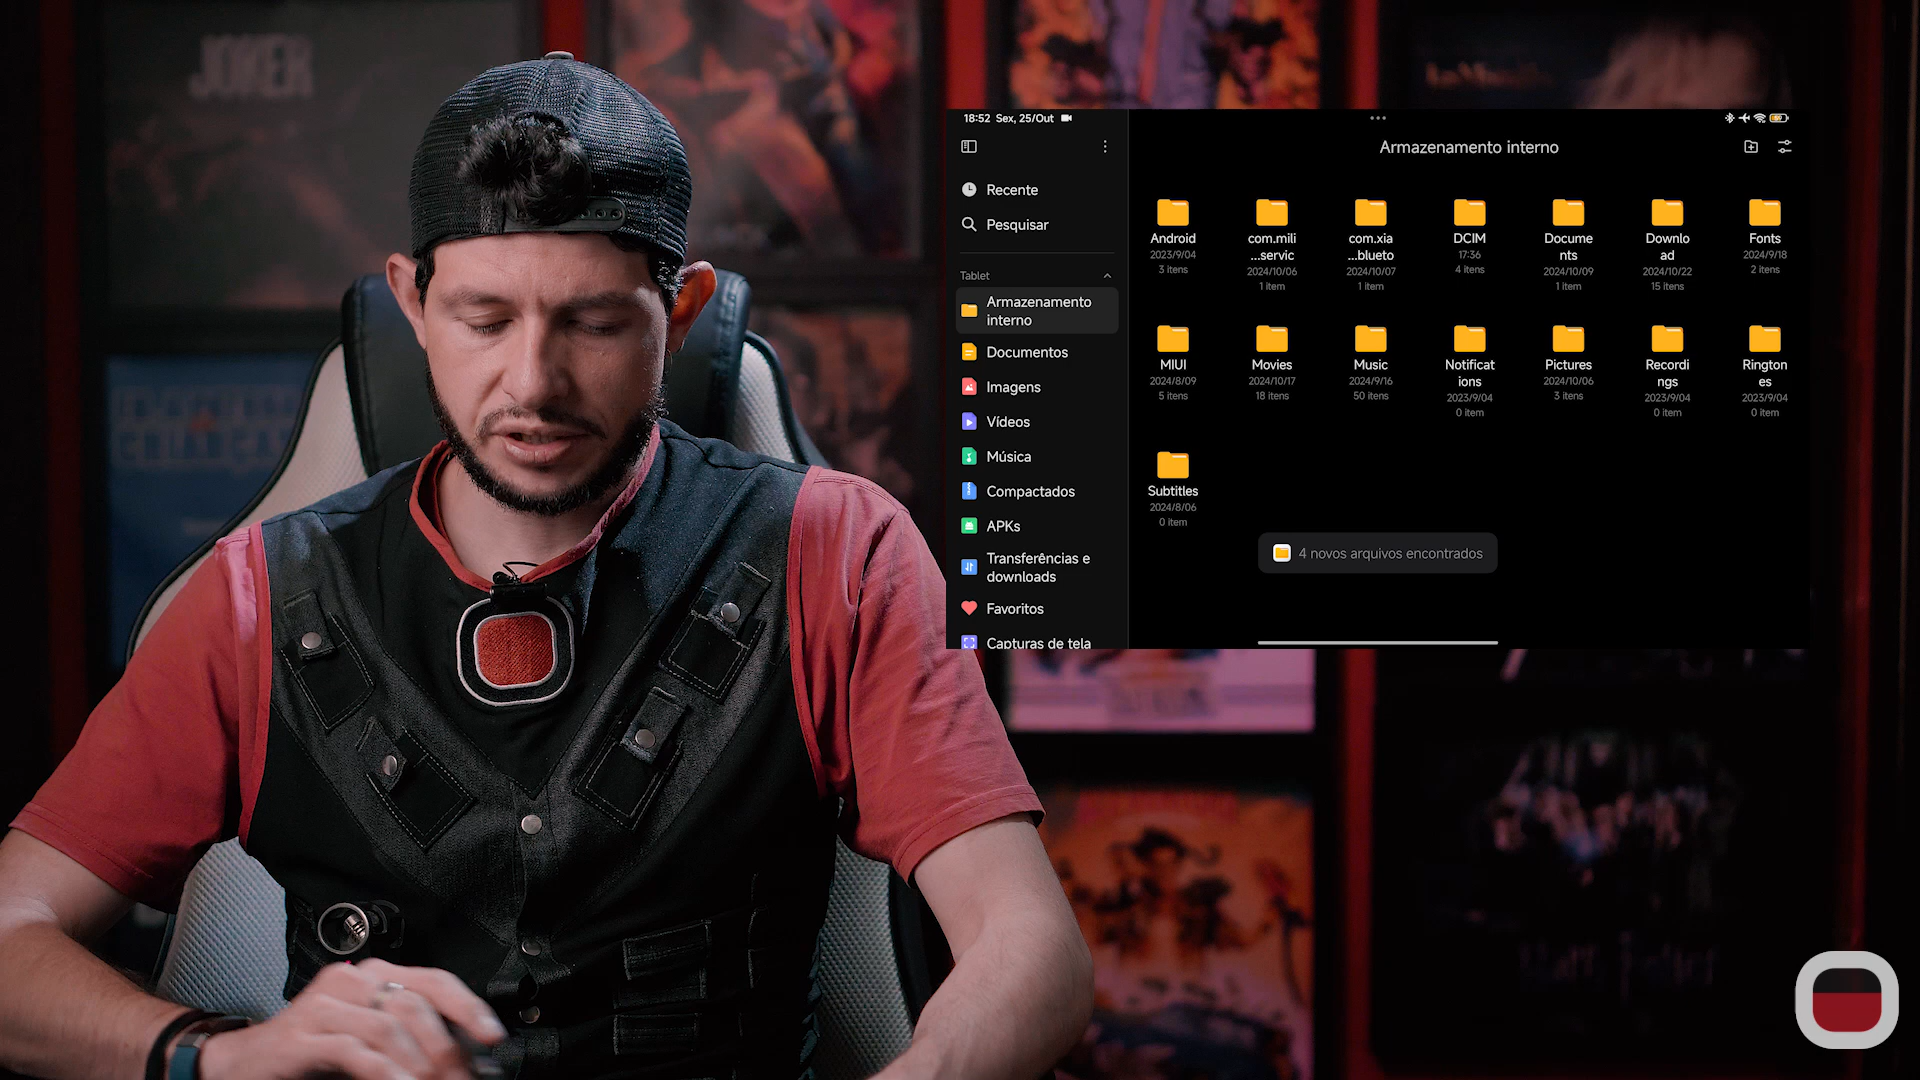 JOKER
18:52 Sex, 25/Out
Armazenamento interno
Recente
Pesquisar
Tablet
Armazenamento
interno
Documentos
Imagens
Vídeos
Música
Compactados
APKs
Transferências e
downloads
Favoritos
Capturas de tela
Android
2023/9/04
3 itens
com.mili
...servic
2024/10/06
1 item
com.xia
...blueto
2024/10/07
1 item
DCIM
17:36
4 itens
Docume
nts
2024/10/09
1 item
Downlo
ad
2024/10/22
15 itens
Fonts
2024/9/18
2 itens
MIUI
2024/8/09
5 itens
Movies
2024/10/17
18 itens
Music
2024/9/16
50 itens
Notificat
ions
2023/9/04
0 item
Pictures
2024/10/06
3 itens
Recordi
ngs
2023/9/04
0 item
Rington
es
2023/9/04
0 item
Subtitles
2024/8/06
0 item
4 novos arquivos encontrados